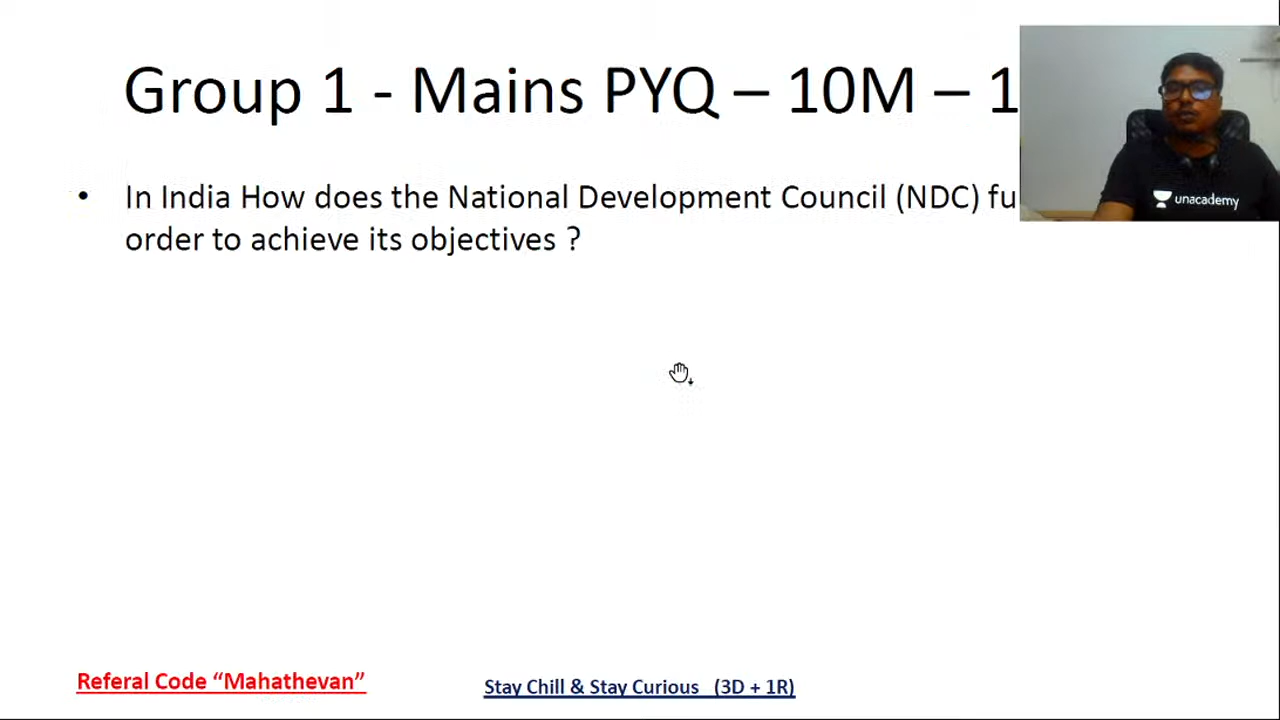 Group 1 - Mains PYQ – 10M – 1
• In India How does the National Development Council (NDC) fu
order to achieve its objectives ?
unacademy
Referal Code “Mahathevan”
Stay Chill & Stay Curious (3D + 1R)